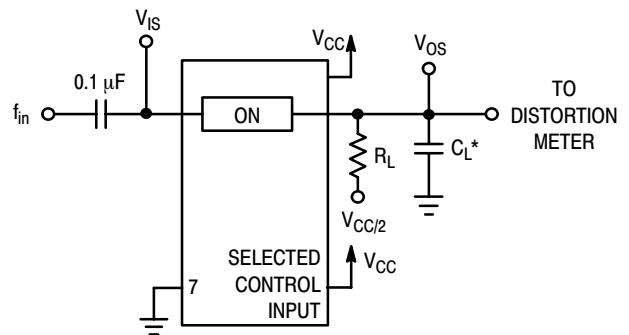 V_IS
V_CC
V_OS
0.1 µF
f_in
ON
TO
DISTORTION
METER
R_L
C_L*
V_CC/2
SELECTED
CONTROL
INPUT
V_CC
7